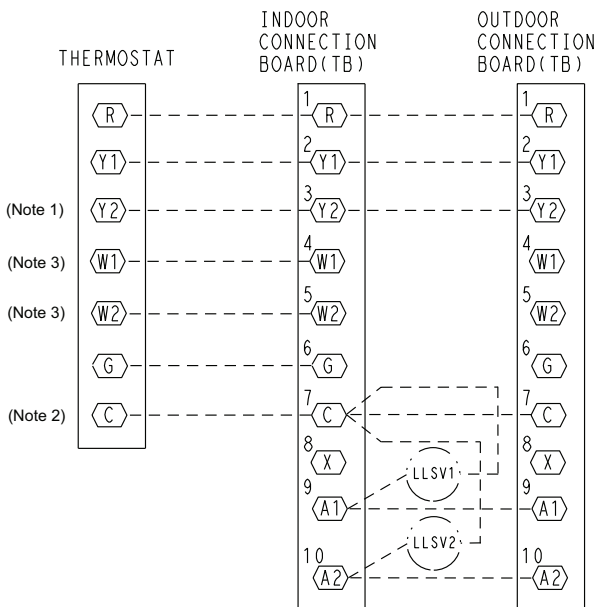 THERMOSTAT
INDOOR
CONNECTION
BOARD(TB)
OUTDOOR
CONNECTION
BOARD(TB)
R 1 R 1 R
Y1 2 Y1 2 Y1
(Note 1) Y2 3 Y2 3 Y2
(Note 3) W1 4 W1 4 W1
(Note 3) W2 5 W2 5 W2
G 6 G 6 G
(Note 2) C 7 C 7 C
8 X 8 X
LLSV1
9 A1 9 A1
LLSV2
10 A2 10 A2